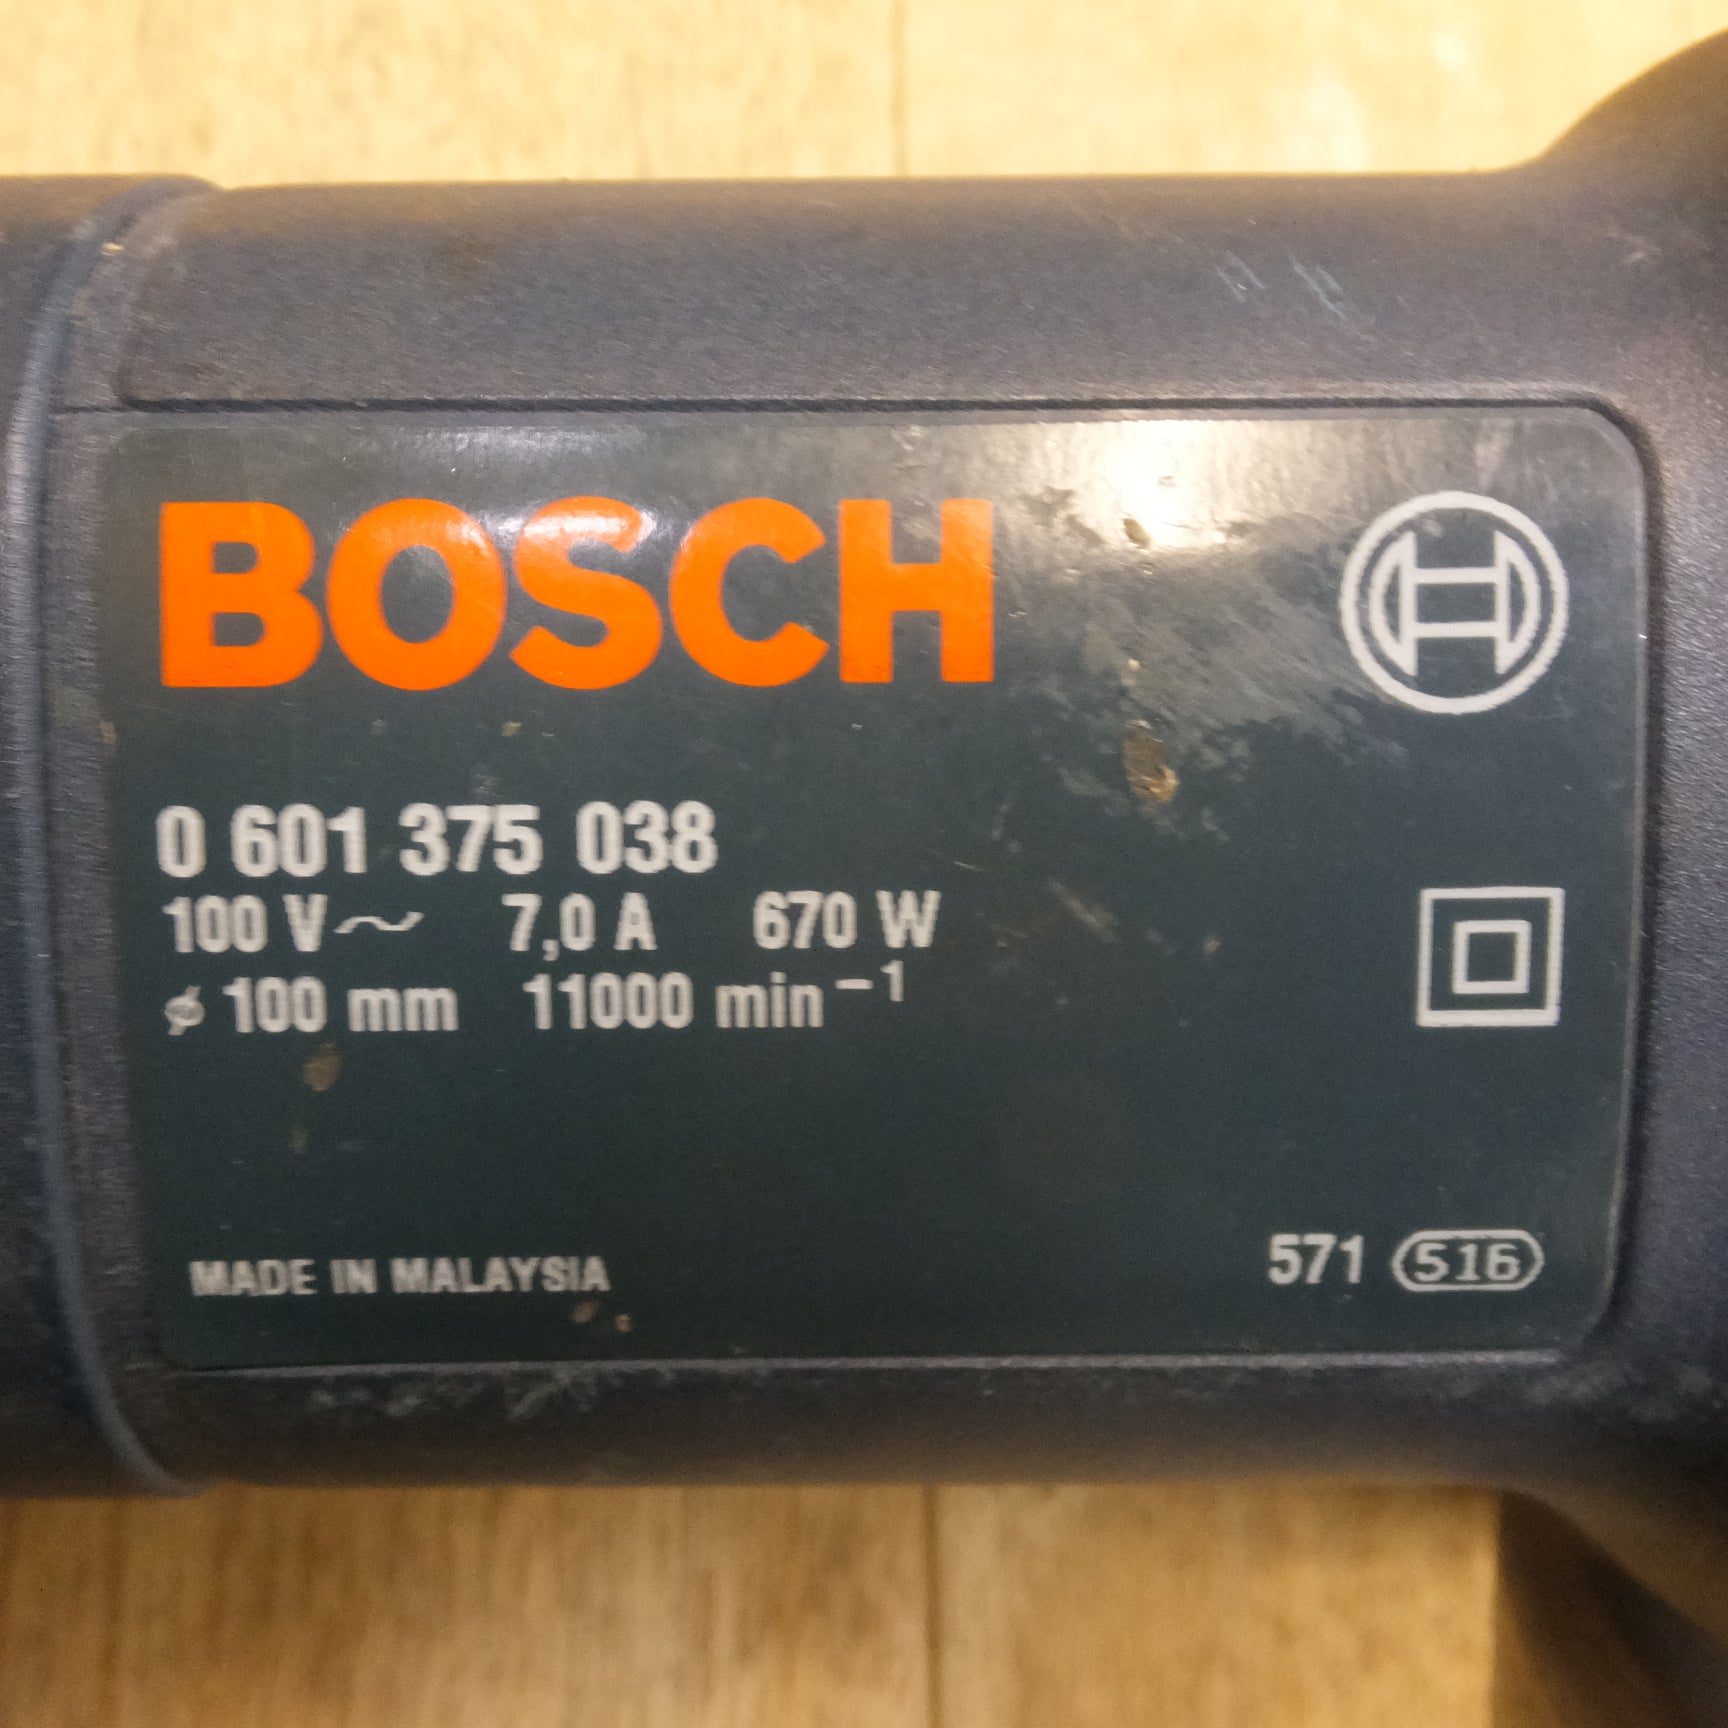 BOSCH
0 601 375 038
100 V~ 7,0 A 670 W
ø 100 mm 11000 min⁻¹
MADE IN MALAYSIA 571 516